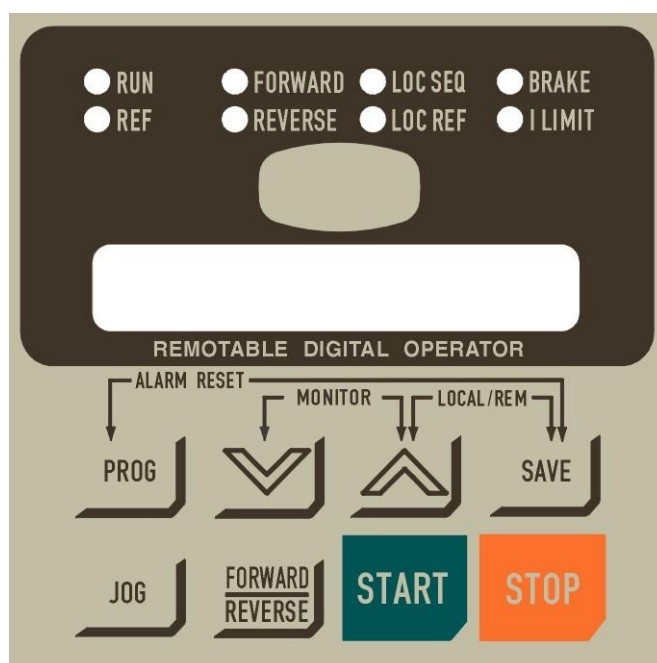 RUN FORWARD LOC SEQ BRAKE
REF REVERSE LOC REF I LIMIT
REMOTABLE DIGITAL OPERATOR
ALARM RESET
MONITOR LOCAL/REM
PROG SAVE
JOG FORWARD REVERSE START STOP